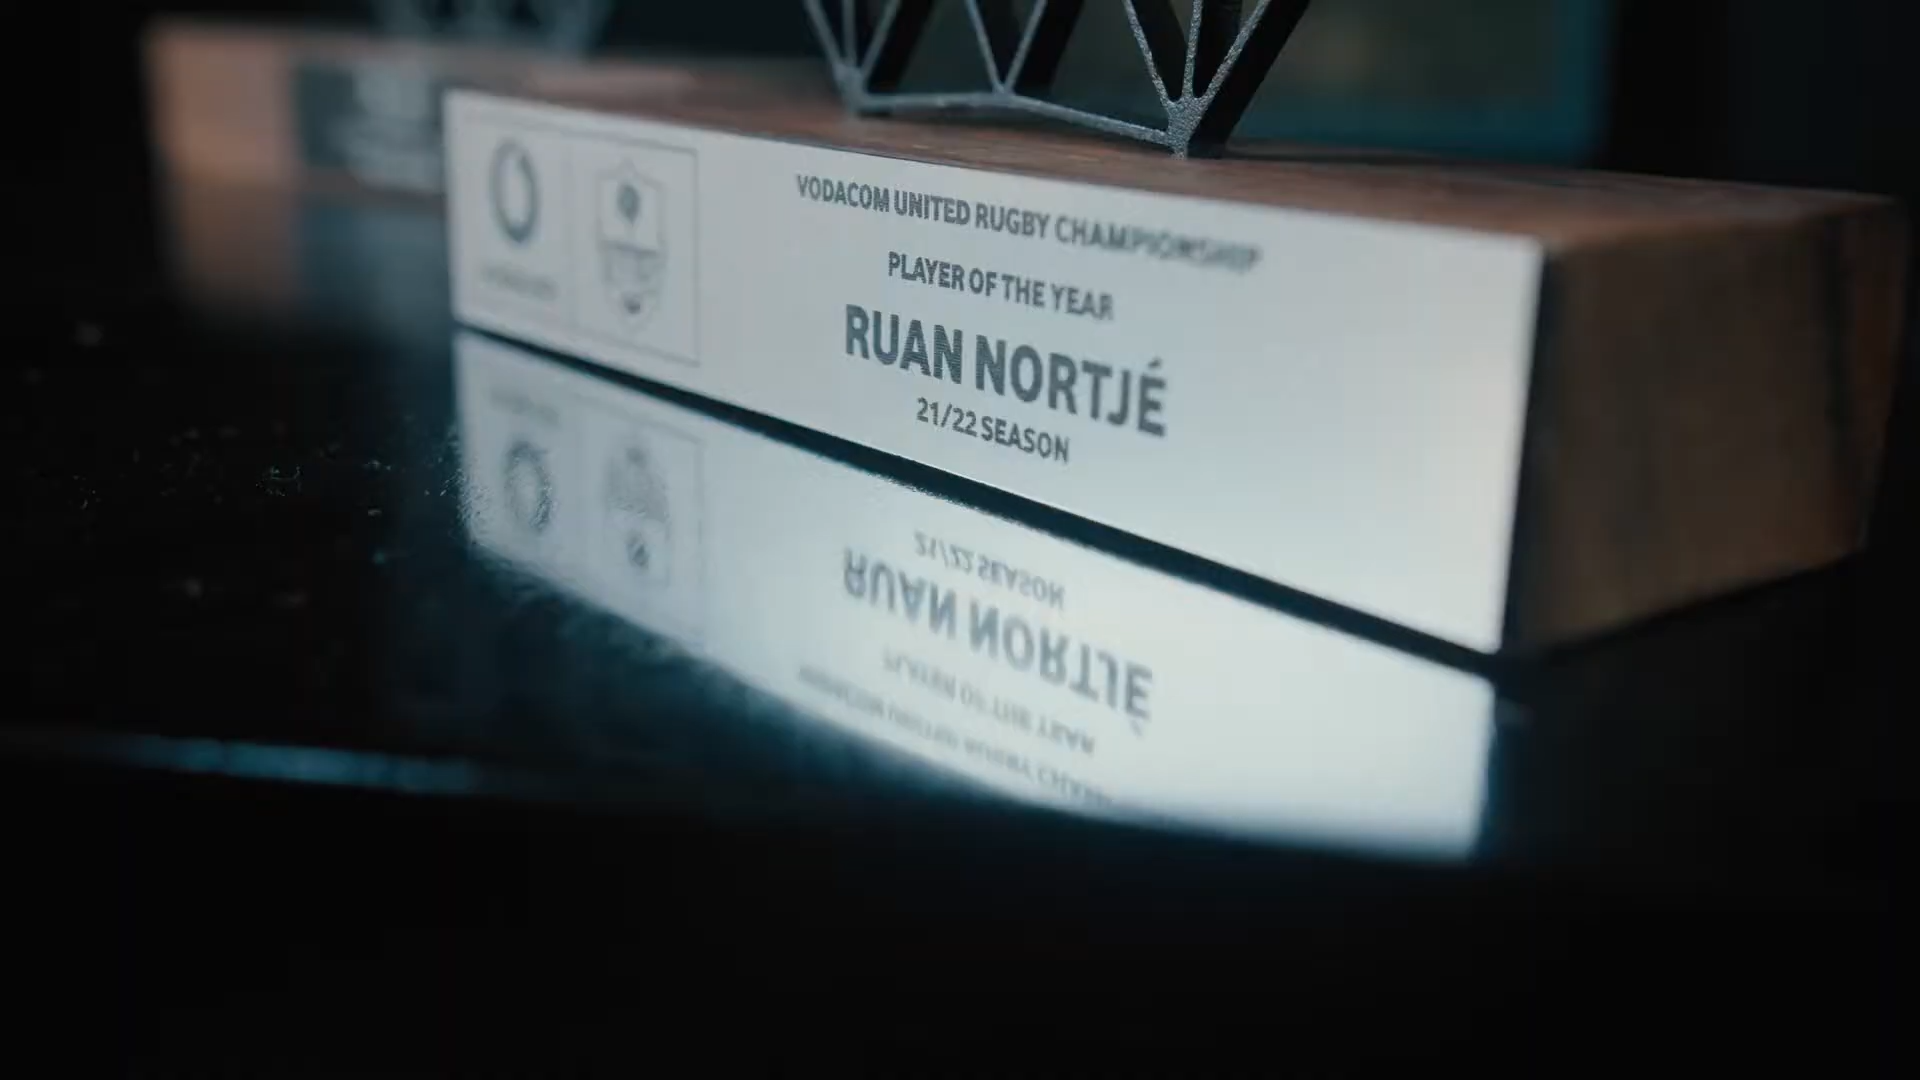 VODACOM UNITED RUGBY CHAMPIONSHIP
PLAYER OF THE YEAR
RUAN NORTJÉ
21/22 SEASON